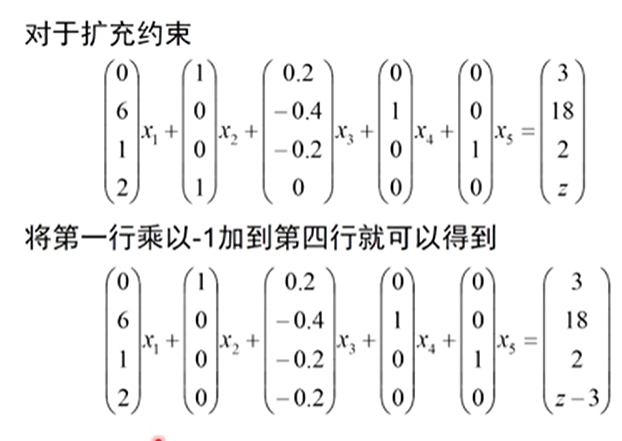 对于扩充约束
\begin{pmatrix}0\\6\\1\\2\end{pmatrix}x_1+\begin{pmatrix}1\\0\\0\\1\end{pmatrix}x_2+\begin{pmatrix}0.2\\-0.4\\-0.2\\0\end{pmatrix}x_3+\begin{pmatrix}0\\1\\0\\0\end{pmatrix}x_4+\begin{pmatrix}0\\0\\1\\0\end{pmatrix}x_5=\begin{pmatrix}3\\18\\2\\z\end{pmatrix}
将第一行乘以-1加到第四行就可以得到
\begin{pmatrix}0\\6\\1\\2\end{pmatrix}x_1+\begin{pmatrix}1\\0\\0\\0\end{pmatrix}x_2+\begin{pmatrix}0.2\\-0.4\\-0.2\\-0.2\end{pmatrix}x_3+\begin{pmatrix}0\\1\\0\\0\end{pmatrix}x_4+\begin{pmatrix}0\\0\\1\\0\end{pmatrix}x_5=\begin{pmatrix}3\\18\\2\\z-3\end{pmatrix}